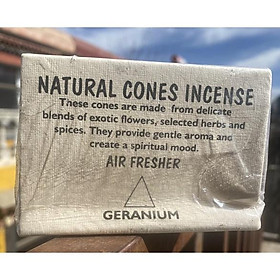 NATURAL CONES INCENSE
These cones are made from delicate
blends of exotic flowers, selected herbs and
spices. They provide gentle aroma and
create a spiritual mood.
AIR FRESHER
GERANIUM